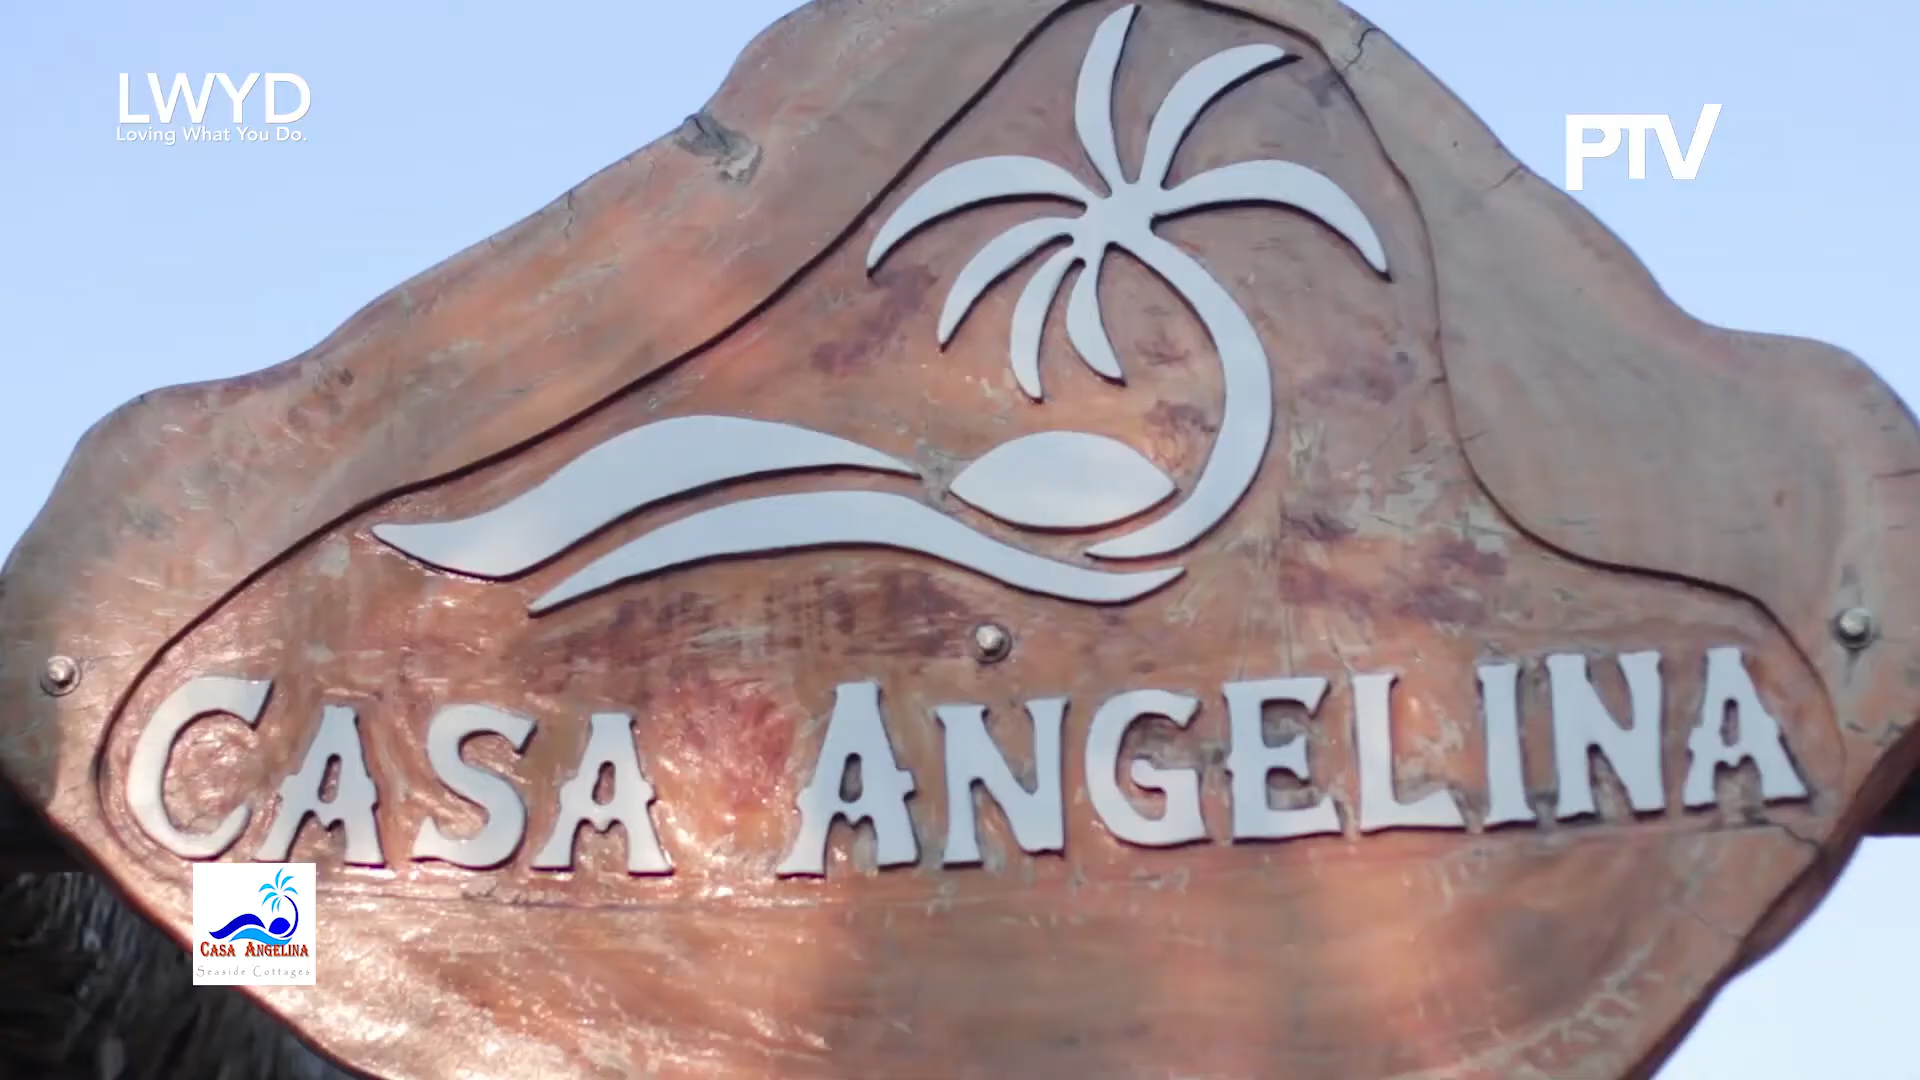 LWYD
Loving What You Do.
PTV
CASA ANGELINA
CASA ANGELINA
Seaside Cottages